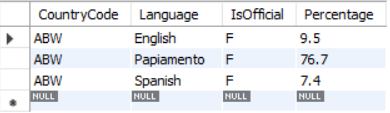 CountryCode Language IsOfficial Percentage
ABW English F 9.5
ABW Papiamento F 76.7
ABW Spanish F 7.4
NULL NULL NULL NULL